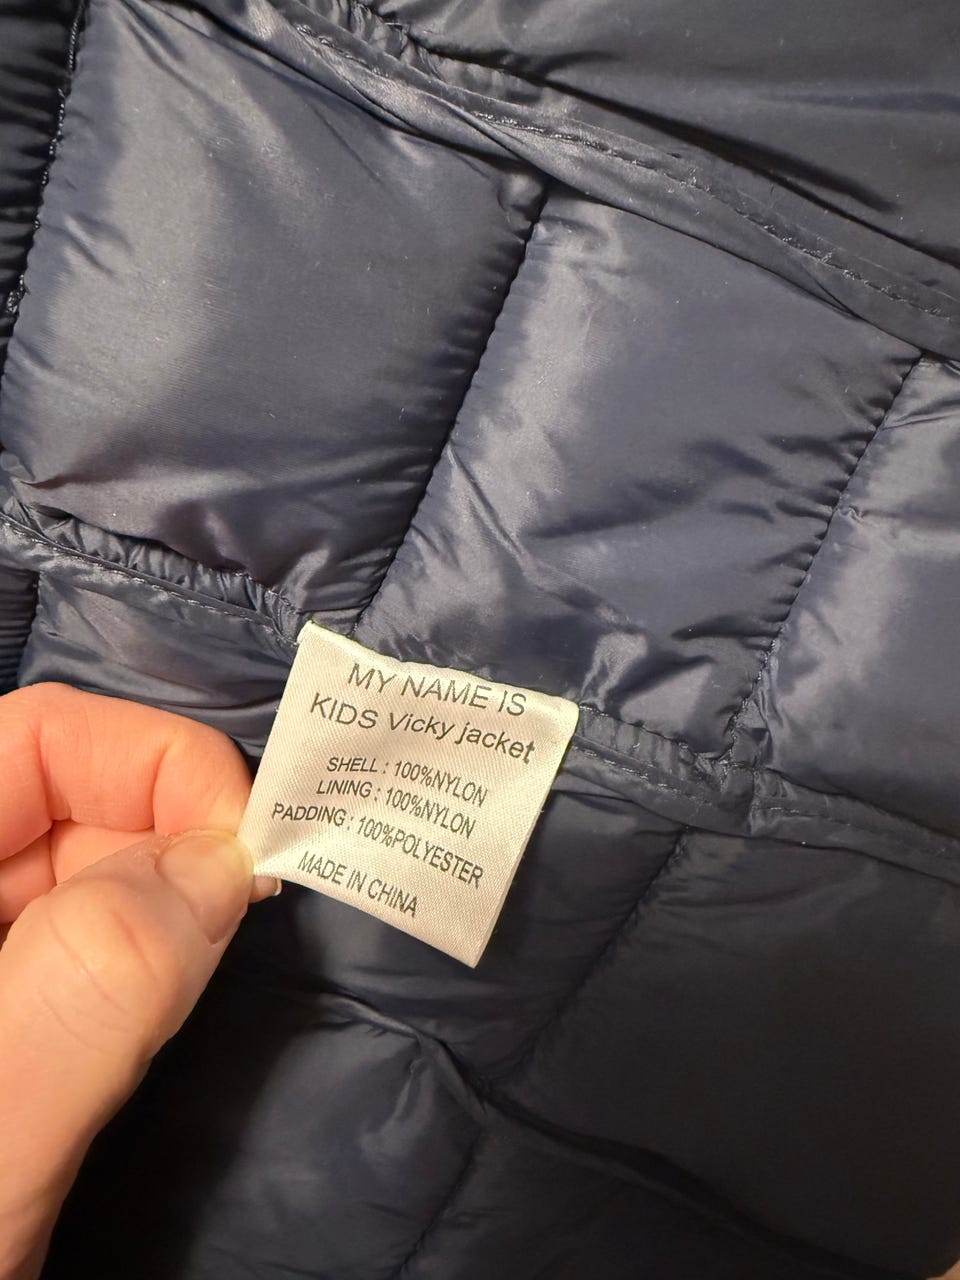 MY NAME IS
KIDS Vicky jacket
SHELL : 100%NYLON
LINING : 100%NYLON
PADDING : 100%POLYESTER
MADE IN CHINA